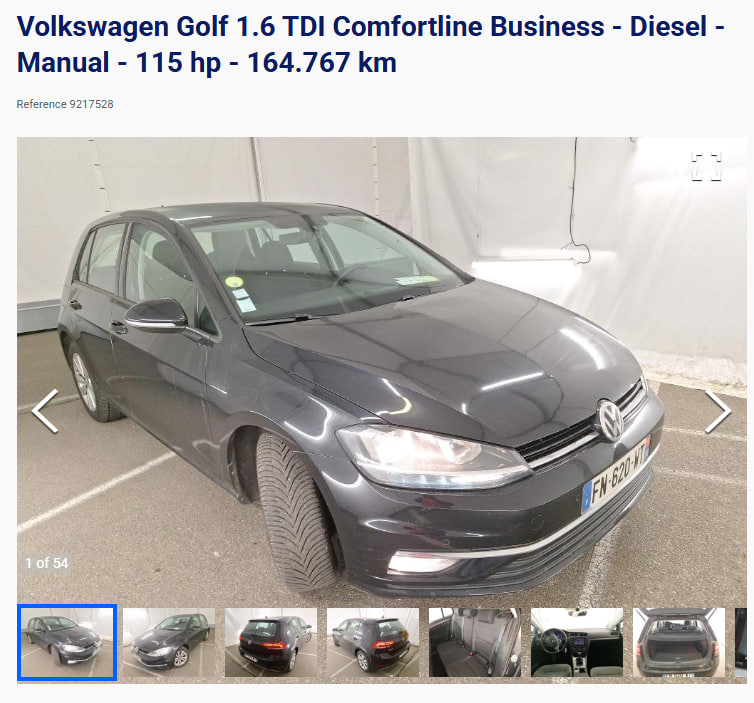 Volkswagen Golf 1.6 TDI Comfortline Business - Diesel -
Manual - 115 hp - 164.767 km
Reference 9217528
FN-620-WT
1 of 54